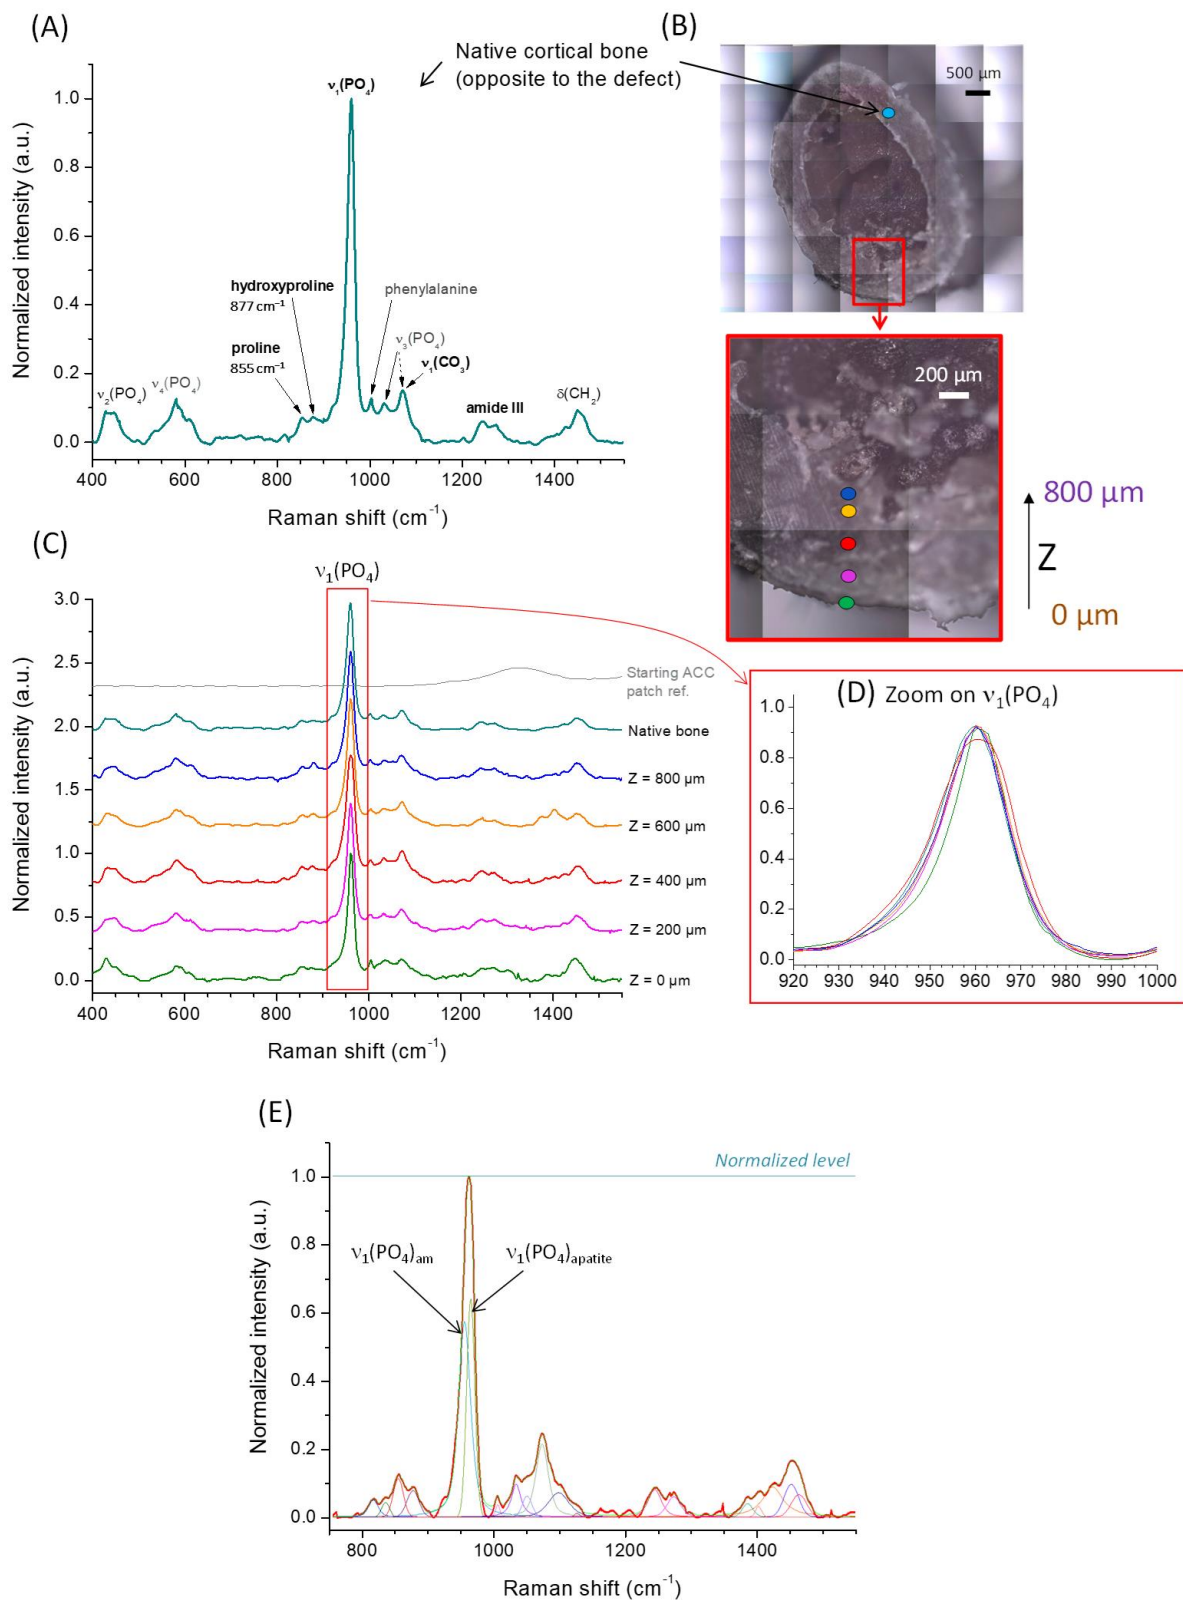 (A)
Native cortical bone
(opposite to the defect)
(B)
500 µm
ν₁(PO₄)
1.0
0.8
0.6
0.4
0.2
0.0
Normalized intensity (a.u.)
hydroxyproline
877 cm⁻¹
phenylalanine
proline
855 cm⁻¹
ν₃(PO₄)
ν₁(CO₃)
ν₂(PO₄)
ν₄(PO₄)
amide III
δ(CH₂)
400 600 800 1000 1200 1400
Raman shift (cm⁻¹)
200 µm
800 µm
Z
0 µm
(C)
ν₁(PO₄)
3.0
2.5
2.0
1.5
1.0
0.5
0.0
Normalized intensity (a.u.)
Starting ACC
patch ref.
Native bone
Z = 800 µm
Z = 600 µm
Z = 400 µm
Z = 200 µm
Z = 0 µm
400 600 800 1000 1200 1400
Raman shift (cm⁻¹)
(D) Zoom on ν₁(PO₄)
1.0
0.8
0.6
0.4
0.2
0.0
920 930 940 950 960 970 980 990 1000
(E)
Normalized level
1.0
0.8
0.6
0.4
0.2
0.0
Normalized intensity (a.u.)
ν₁(PO₄)ₐₘ
ν₁(PO₄)apatite
800 1000 1200 1400
Raman shift (cm⁻¹)